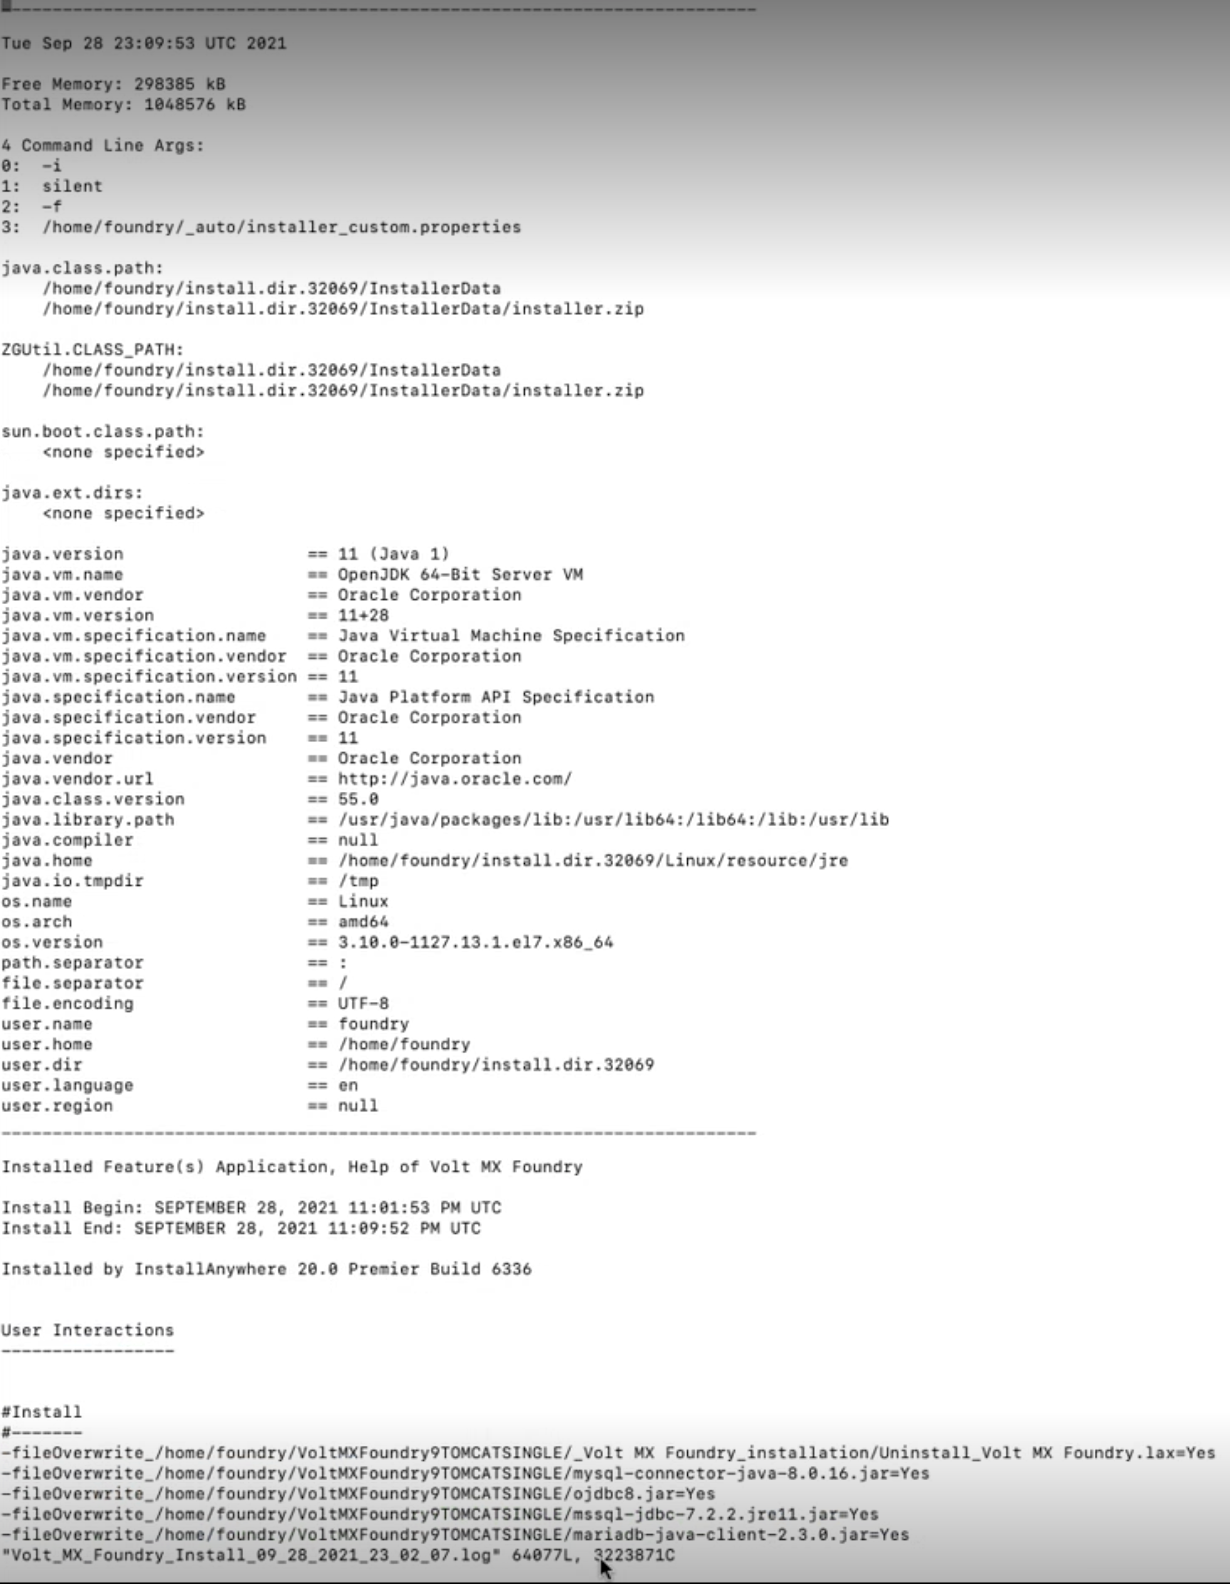 Tue Sep 28 23:09:53 UTC 2021
Free Memory: 298385 kB
Total Memory: 1048576 kB
4 Command Line Args:
0:  -i
1:  silent
2:  -f
3:  /home/foundry/_auto/installer_custom.properties
java.class.path:
    /home/foundry/install.dir.32069/InstallerData
    /home/foundry/install.dir.32069/InstallerData/installer.zip
ZGUtil.CLASS_PATH:
    /home/foundry/install.dir.32069/InstallerData
    /home/foundry/install.dir.32069/InstallerData/installer.zip
sun.boot.class.path:
    <none specified>
java.ext.dirs:
    <none specified>
java.version                  == 11 (Java 1)
java.vm.name                  == OpenJDK 64-Bit Server VM
java.vm.vendor                == Oracle Corporation
java.vm.version               == 11+28
java.vm.specification.name    == Java Virtual Machine Specification
java.vm.specification.vendor  == Oracle Corporation
java.vm.specification.version == 11
java.specification.name       == Java Platform API Specification
java.specification.vendor     == Oracle Corporation
java.specification.version    == 11
java.vendor                   == Oracle Corporation
java.vendor.url               == http://java.oracle.com/
java.class.version            == 55.0
java.library.path             == /usr/java/packages/lib:/usr/lib64:/lib64:/lib:/usr/lib
java.compiler                 == null
java.home                     == /home/foundry/install.dir.32069/Linux/resource/jre
java.io.tmpdir                == /tmp
os.name                       == Linux
os.arch                       == amd64
os.version                    == 3.10.0-1127.13.1.el7.x86_64
path.separator                == :
file.separator                == /
file.encoding                 == UTF-8
user.name                     == foundry
user.home                     == /home/foundry
user.dir                      == /home/foundry/install.dir.32069
user.language                 == en
user.region                   == null
Installed Feature(s) Application, Help of Volt MX Foundry
Install Begin: SEPTEMBER 28, 2021 11:01:53 PM UTC
Install End: SEPTEMBER 28, 2021 11:09:52 PM UTC
Installed by InstallAnywhere 20.0 Premier Build 6336
User Interactions
-----------------
#Install
#-------
-fileOverwrite_/home/foundry/VoltMXFoundry9TOMCATSINGLE/_Volt MX Foundry_installation/Uninstall_Volt MX Foundry.lax=Yes
-fileOverwrite_/home/foundry/VoltMXFoundry9TOMCATSINGLE/mysql-connector-java-8.0.16.jar=Yes
-fileOverwrite_/home/foundry/VoltMXFoundry9TOMCATSINGLE/ojdbc8.jar=Yes
-fileOverwrite_/home/foundry/VoltMXFoundry9TOMCATSINGLE/mssql-jdbc-7.2.2.jre11.jar=Yes
-fileOverwrite_/home/foundry/VoltMXFoundry9TOMCATSINGLE/mariadb-java-client-2.3.0.jar=Yes
"Volt_MX_Foundry_Install_09_28_2021_23_02_07.log" 64077L, 3223871C